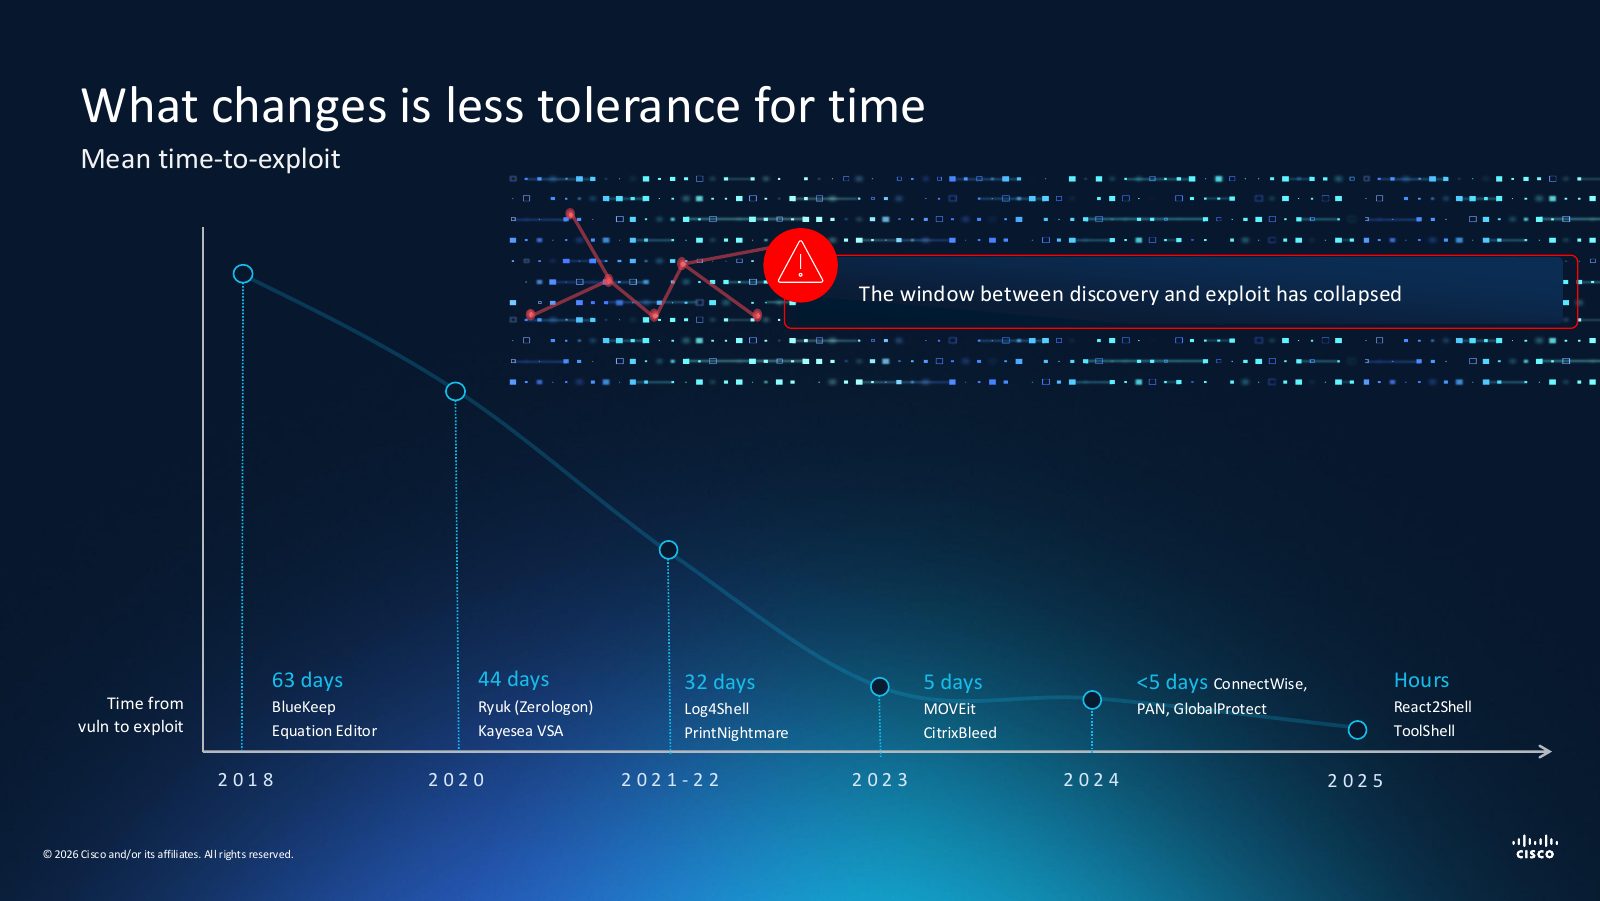 What changes is less tolerance for time
Mean time-to-exploit
The window between discovery and exploit has collapsed
Time from
vuln to exploit
63 days
BlueKeep
Equation Editor
44 days
Ryuk (Zerologon)
Kayesea VSA
32 days
Log4Shell
PrintNightmare
5 days
MOVEit
CitrixBleed
<5 days ConnectWise,
PAN, GlobalProtect
Hours
React2Shell
ToolShell
2018
2020
2021-22
2023
2024
2025
© 2026 Cisco and/or its affiliates. All rights reserved.
CISCO